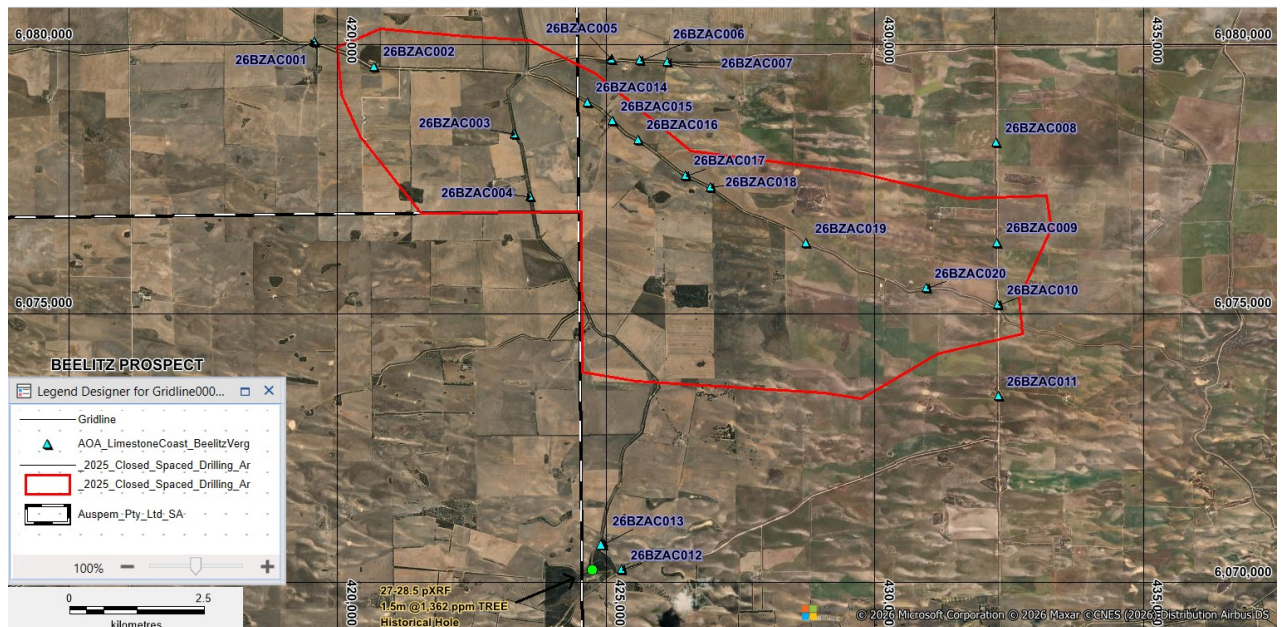 6,080,000
420,000
430,000
435,000
6,080,000
26BZAC005
26BZAC006
26BZAC001
26BZAC002
26BZAC007
26BZAC014
26BZAC015
26BZAC003
26BZAC016
26BZAC008
26BZAC017
26BZAC004
26BZAC018
26BZAC019
26BZAC009
26BZAC020
26BZAC010
6,075,000
6,075,000
BEELITZ PROSPECT
Legend Designer for Gridline000...
Gridline
AOA_LimestoneCoast_BeelitzVerg
_2025_Closed_Spaced_Drilling_Ar
_2025_Closed_Spaced_Drilling_Ar
Auspem_Pty_Ltd_SA
100%
26BZAC011
26BZAC013
26BZAC012
6,070,000
6,070,000
27-28.5 pXRF
1.5m @1,362 ppm TREE
Historical Hole
420,000
425,000
430,000
435,000
0 2.5
kilometres
© 2026 Microsoft Corporation © 2026 Maxar ©CNES (2026) Distribution Airbus DS